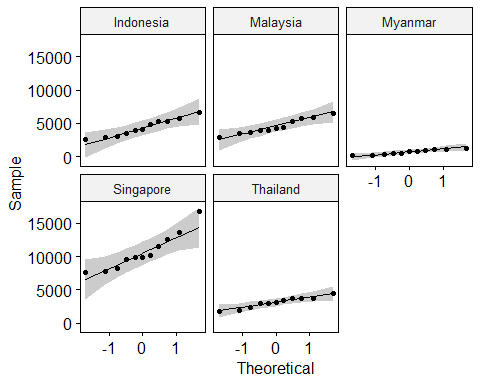 Indonesia Malaysia Myanmar
15000
10000
5000
0
Sample
Singapore Thailand
15000
10000
5000
0
-1 0 1
-1 0 1
-1 0 1
Theoretical